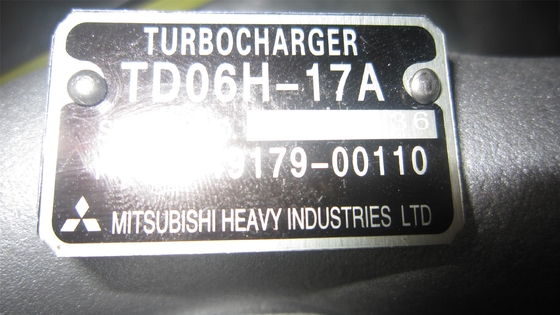 TURBOCHARGER
TD06H-17A
9179-00110
MITSUBISHI HEAVY INDUSTRIES LTD